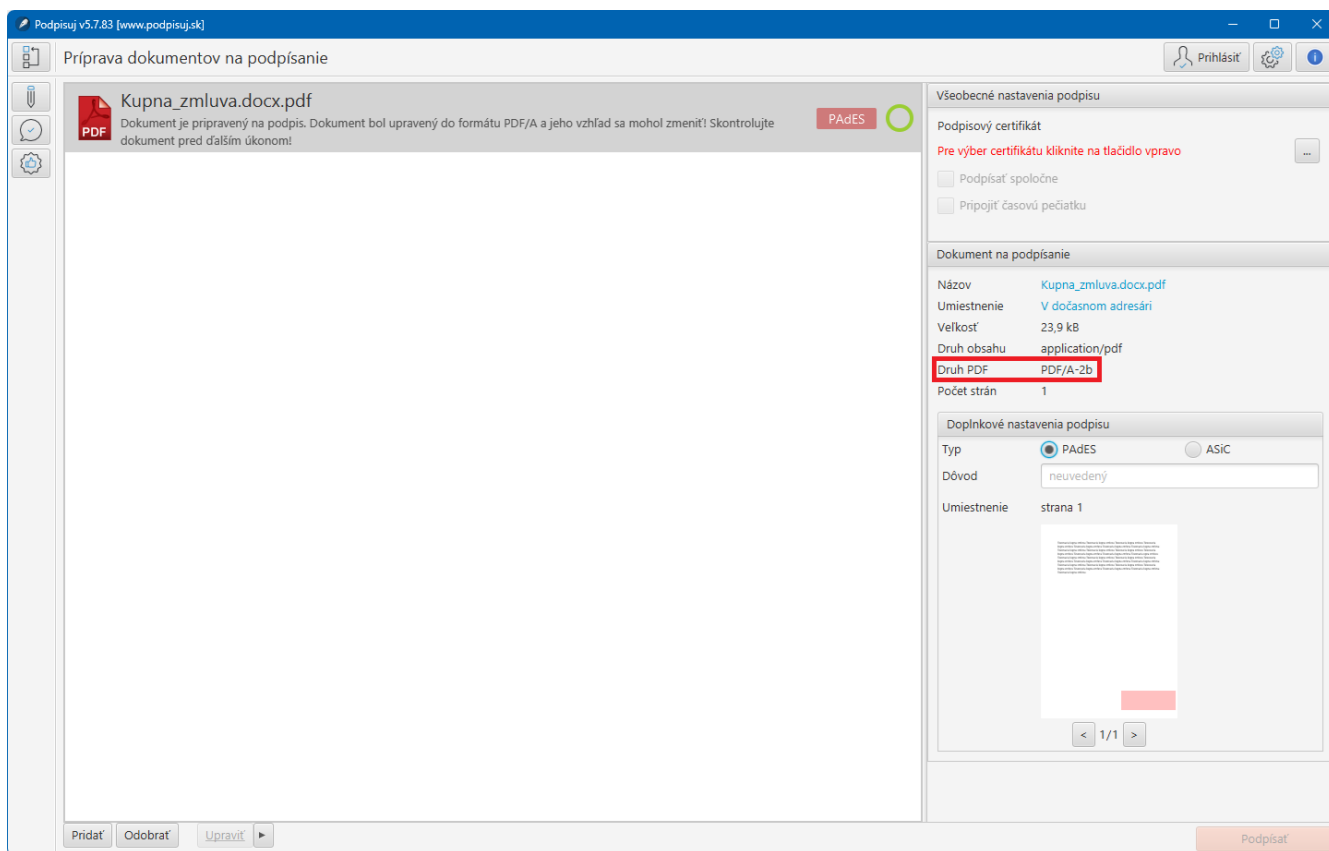 Podpisuj v5.7.83 [www.podpisuj.sk]
Príprava dokumentov na podpísanie
Prihlásiť
Kupna_zmluva.docx.pdf
PDF
Dokument je pripravený na podpis. Dokument bol upravený do formátu PDF/A a jeho vzhľad sa mohol zmeniť! Skontrolujte
dokument pred ďalším úkonom!
PAdES
Všeobecné nastavenia podpisu
Podpisový certifikát
Pre výber certifikátu kliknite na tlačidlo vpravo
...
Podpísať spoločne
Pripojiť časovú pečiatku
Dokument na podpísanie
Názov Kupna_zmluva.docx.pdf
Umiestnenie V dočasnom adresári
Veľkosť 23,9 kB
Druh obsahu application/pdf
Druh PDF PDF/A-2b
Počet strán 1
Doplnkové nastavenia podpisu
Typ PAdES ASiC
Dôvod neuvedený
Umiestnenie strana 1
< 1/1 >
Pridať Odobrať Upraviť
Podpísať